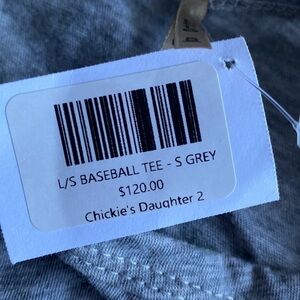 L/S BASEBALL TEE - S GREY
$120.00
Chickie's Daughter 2